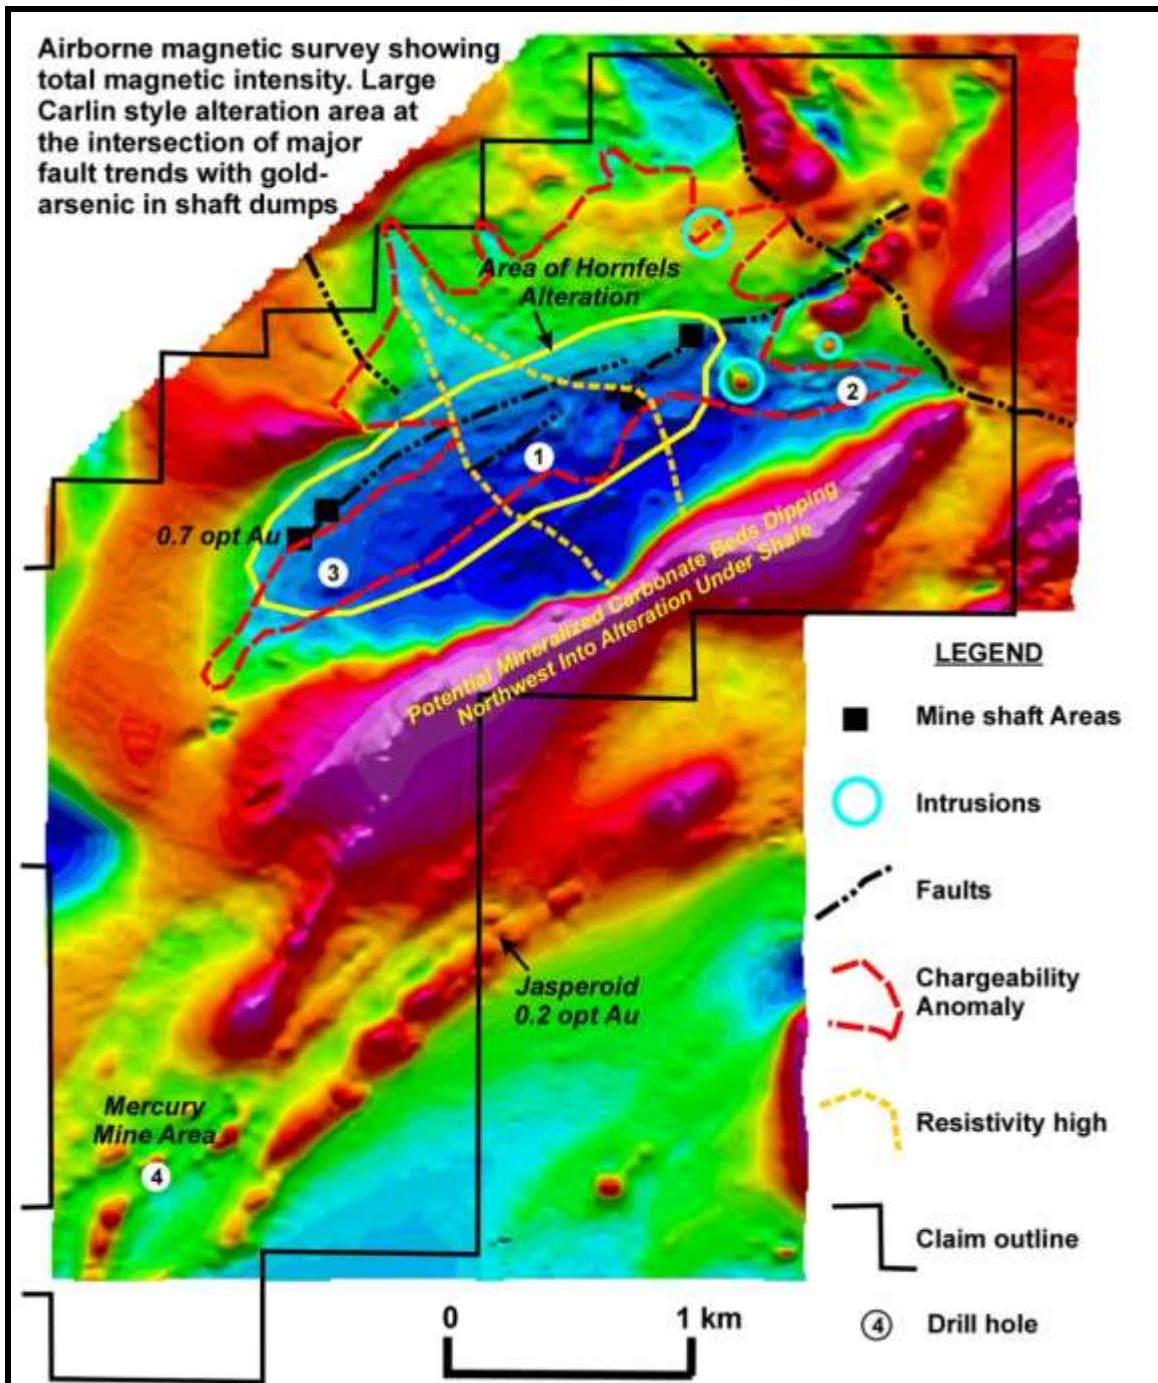 Airborne magnetic survey showing
total magnetic intensity. Large
Carlin style alteration area at
the intersection of major
fault trends with gold-
arsenic in shaft dumps
Area of Hornfels
Alteration
2
1
0.7 opt Au
3
Potential Mineralized Carbonate Beds Dipping
Northwest Into Alteration Under Shale
Jasperoid
0.2 opt Au
Mercury
Mine Area
4
LEGEND
Mine shaft Areas
Intrusions
Faults
Chargeability
Anomaly
Resistivity high
Claim outline
4 Drill hole
0 1 km